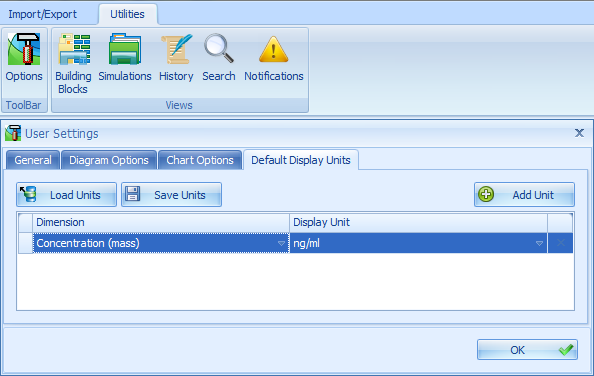 Import/Export Utilities
Options Building Blocks Simulations History Search Notifications
ToolBar Views
User Settings
General Diagram Options Chart Options Default Display Units
Load Units Save Units Add Unit
Dimension Display Unit
Concentration (mass) ng/ml
OK